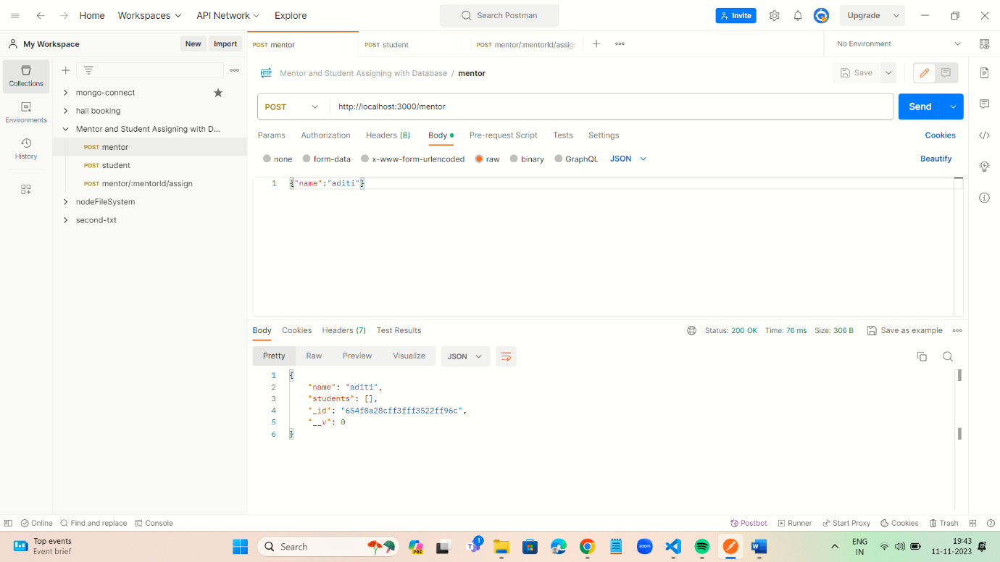 Home Workspaces API Network Explore Search Postman Invite Upgrade
My Workspace New Import POST mentor POST student POST mentor/:mentorId/assign No Environment
Collections
Environments
History
mongo-connect
hall booking
Mentor and Student Assigning with D...
POST mentor
POST student
POST mentor/:mentorId/assign
nodeFileSystem
second-txt
HTTP Mentor and Student Assigning with Database / mentor Save
POST http://localhost:3000/mentor Send
Params Authorization Headers (8) Body Pre-request Script Tests Settings Cookies
none form-data x-www-form-urlencoded raw binary GraphQL JSON Beautify
1 {"name":"aditi"}
Body Cookies Headers (7) Test Results Status: 200 OK Time: 76 ms Size: 306 B Save as example
Pretty Raw Preview Visualize JSON
1 {
2 "name": "aditi",
3 "students": [],
4 "_id": "654f8a28cff3fff3522ff96c",
5 "__v": 0
6 }
Online Find and replace Console Postbot Runner Start Proxy Cookies Trash
Top events
Event brief
Search
PRE
T
1
zoom
W
ENG
IN
19:43
11-11-2023